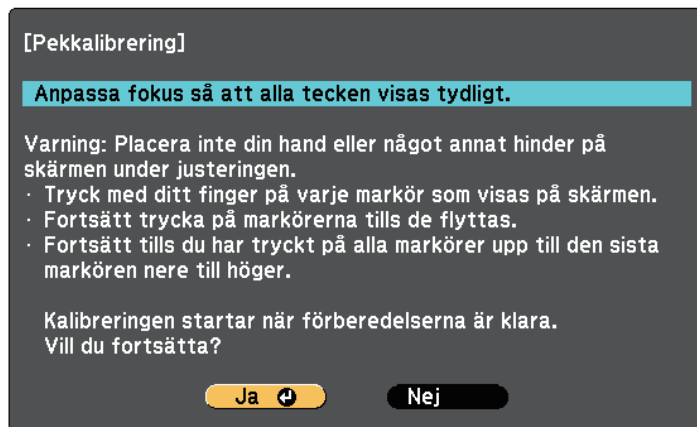 [Pekkalibrering]
Anpassa fokus så att alla tecken visas tydligt.
Varning: Placera inte din hand eller något annat hinder på
skärmen under justeringen.
· Tryck med ditt finger på varje markör som visas på skärmen.
· Fortsätt trycka på markörerna tills de flyttas.
· Fortsätt tills du har tryckt på alla markörer upp till den sista
markören nere till höger.
Kalibreringen startar när förberedelserna är klara.
Vill du fortsätta?
Ja Nej